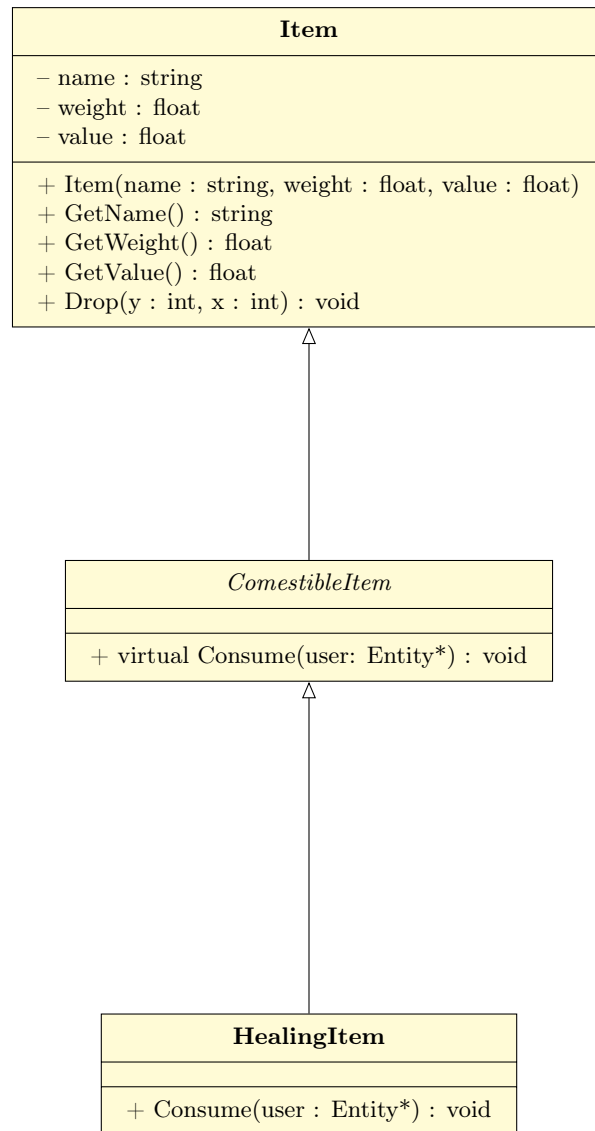 Item
– name : string
– weight : float
– value : float
+ Item(name : string, weight : float, value : float)
+ GetName() : string
+ GetWeight() : float
+ GetValue() : float
+ Drop(y : int, x : int) : void
ComestibleItem
+ virtual Consume(user: Entity*) : void
HealingItem
+ Consume(user : Entity*) : void